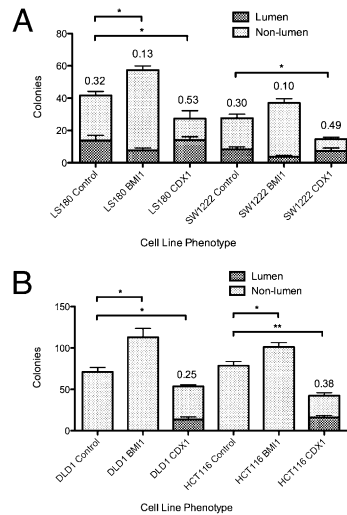 A
Lumen
Non-lumen
Colonies
80
60
40
20
0
*
*
*
0.32
0.13
0.53
0.30
0.10
0.49
LS180 Control
LS180 BMI1
LS180 CDX1
SW1222 Control
SW1222 BMI1
SW1222 CDX1
Cell Line Phenotype
B
Lumen
Non-lumen
Colonies
150
100
50
0
*
*
*
**
0.25
0.38
DLD1 Control
DLD1 BMI1
DLD1 CDX1
HCT116 Control
HCT116 BMI1
HCT116 CDX1
Cell Line Phenotype